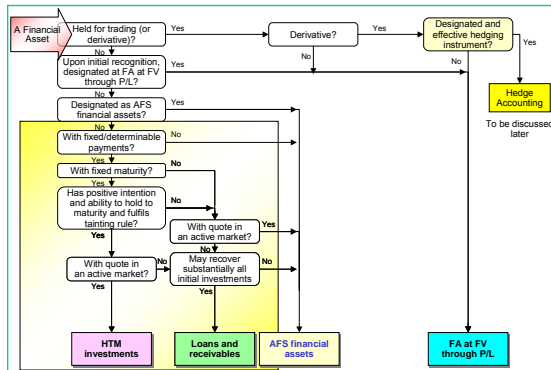 A Financial
Asset
Held for trading (or
derivative)?
Yes
Derivative?
Yes
Designated and
effective hedging
instrument?
Yes
No
No
No
Upon initial recognition,
designated at FA at FV
through P/L?
Yes
Hedge
Accounting
To be discussed
later
No
Designated as AFS
financial assets?
Yes
No
With fixed/determinable
payments?
No
Yes
With fixed maturity?
No
Yes
Has positive intention
and ability to hold to
maturity and fulfils
tainting rule?
No
Yes
With quote in
an active market?
Yes
No
With quote in
an active market?
No
May recover
substantially all
initial investments
No
Yes
Yes
HTM
investments
Loans and
receivables
AFS financial
assets
FA at FV
through P/L